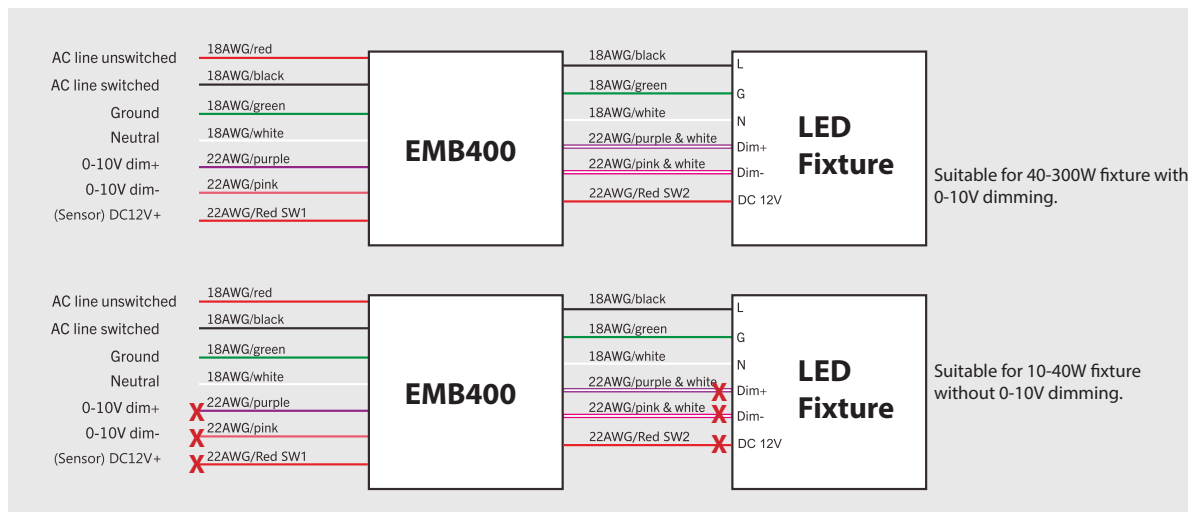 AC line unswitched
18AWG/red
AC line switched
18AWG/black
Ground
18AWG/green
Neutral
18AWG/white
0-10V dim+
22AWG/purple
0-10V dim-
22AWG/pink
(Sensor) DC12V+
22AWG/Red SW1
EMB400
18AWG/black
L
18AWG/green
G
18AWG/white
N
22AWG/purple & white
Dim+
22AWG/pink & white
Dim-
22AWG/Red SW2
DC 12V
LED
Fixture
Suitable for 40-300W fixture with
0-10V dimming.
AC line unswitched
18AWG/red
AC line switched
18AWG/black
Ground
18AWG/green
Neutral
18AWG/white
0-10V dim+
X
22AWG/purple
0-10V dim-
X
22AWG/pink
(Sensor) DC12V+
X
22AWG/Red SW1
EMB400
18AWG/black
L
18AWG/green
G
18AWG/white
N
22AWG/purple & white
X
Dim+
22AWG/pink & white
X
Dim-
22AWG/Red SW2
X
DC 12V
LED
Fixture
Suitable for 10-40W fixture
without 0-10V dimming.